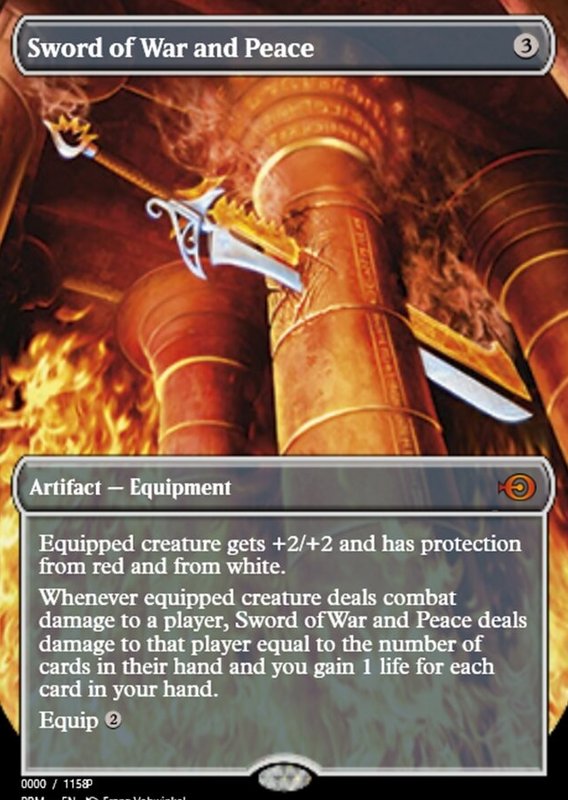 Sword of War and Peace 3
Artifact — Equipment
Equipped creature gets +2/+2 and has protection
from red and from white.
Whenever equipped creature deals combat
damage to a player, Sword of War and Peace deals
damage to that player equal to the number of
cards in their hand and you gain 1 life for each
card in your hand.
Equip 2
0000 / 1158P